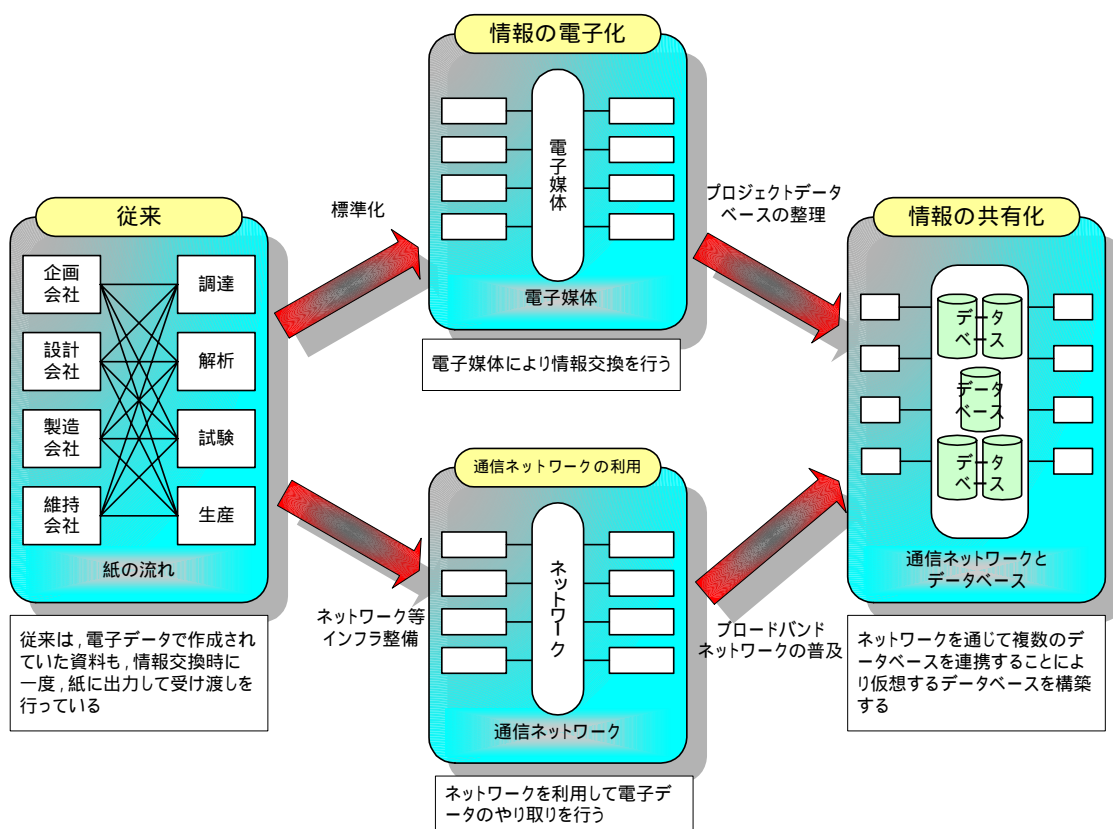 従来
企画
会社
設計
会社
製造
会社
維持
会社
調達
解析
試験
生産
紙の流れ
従来は，電子データで作成され
ていた資料も，情報交換時に
一度，紙に出力して受け渡しを
行っている
標準化
情報の電子化
電子媒体
電子媒体
電子媒体により情報交換を行う
ネットワーク等
インフラ整備
通信ネットワークの利用
ネットワーク
通信ネットワーク
ネットワークを利用して電子デー
タのやり取りを行う
プロジェクトデータ
ベースの整理
ブロードバンド
ネットワークの普及
情報の共有化
データ
ベース
データ
ベース
データ
ベース
通信ネットワークと
データベース
ネットワークを通じて複数のデ
ータベースを連携することによ
り仮想するデータベースを構築
する